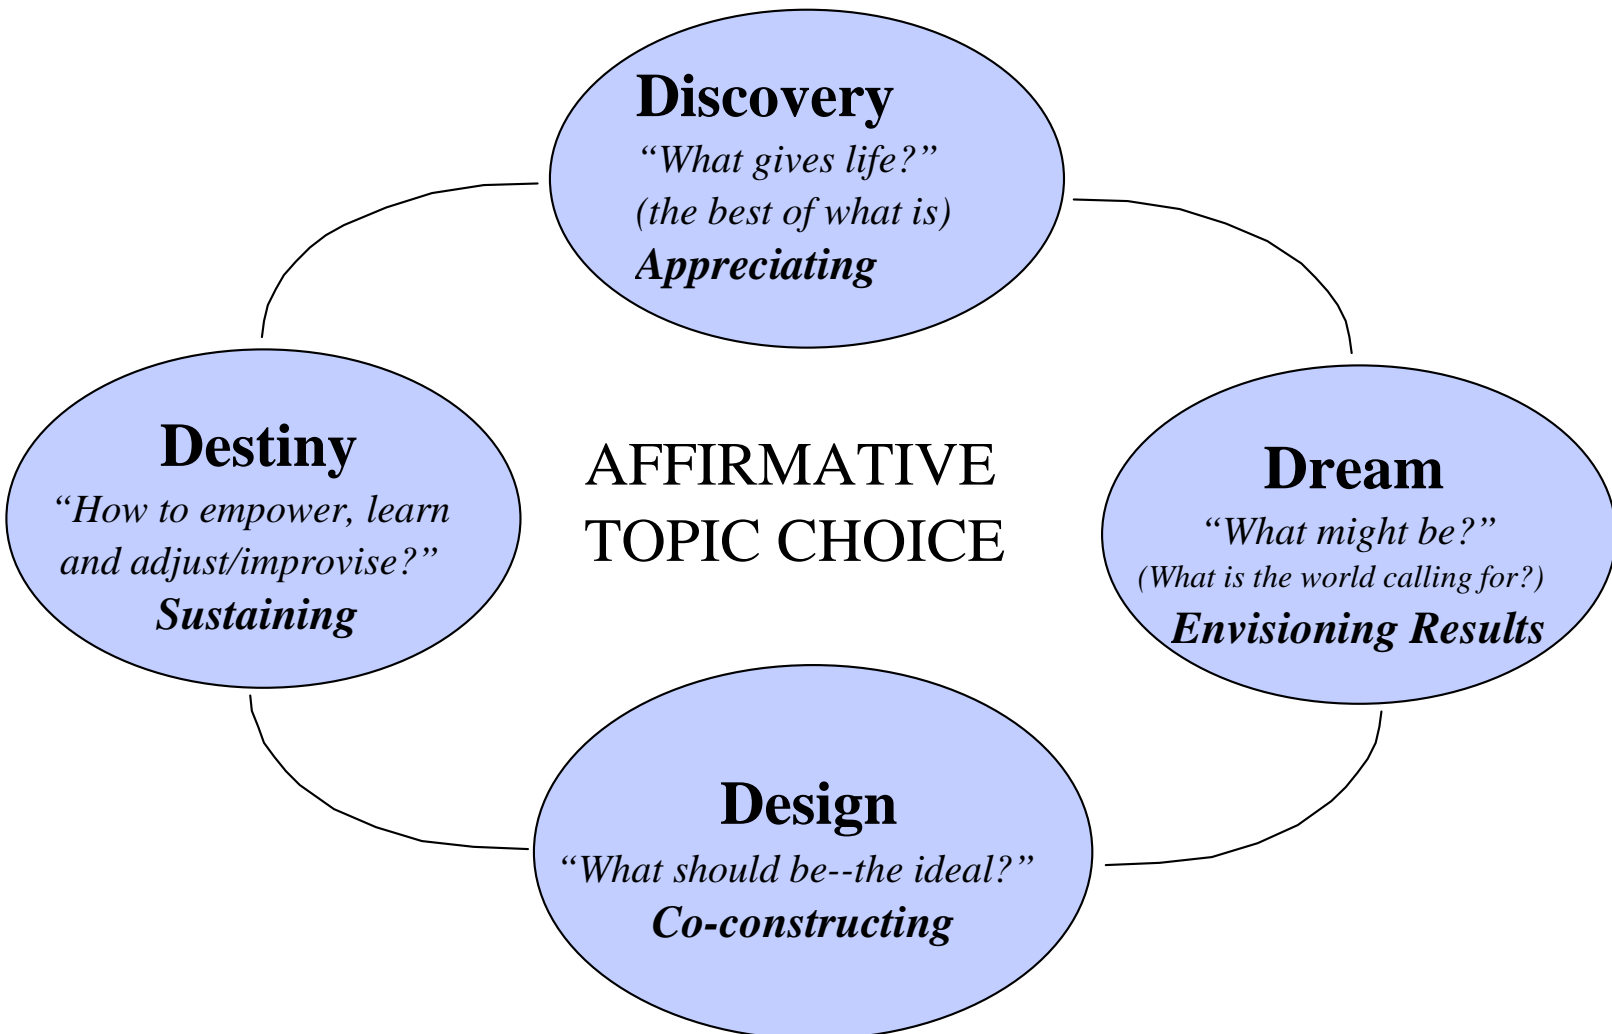 Discovery
“What gives life?”
(the best of what is)
Appreciating
Destiny
“How to empower, learn
and adjust/improvise?”
Sustaining
AFFIRMATIVE
TOPIC CHOICE
Dream
“What might be?”
(What is the world calling for?)
Envisioning Results
Design
“What should be--the ideal?”
Co-constructing